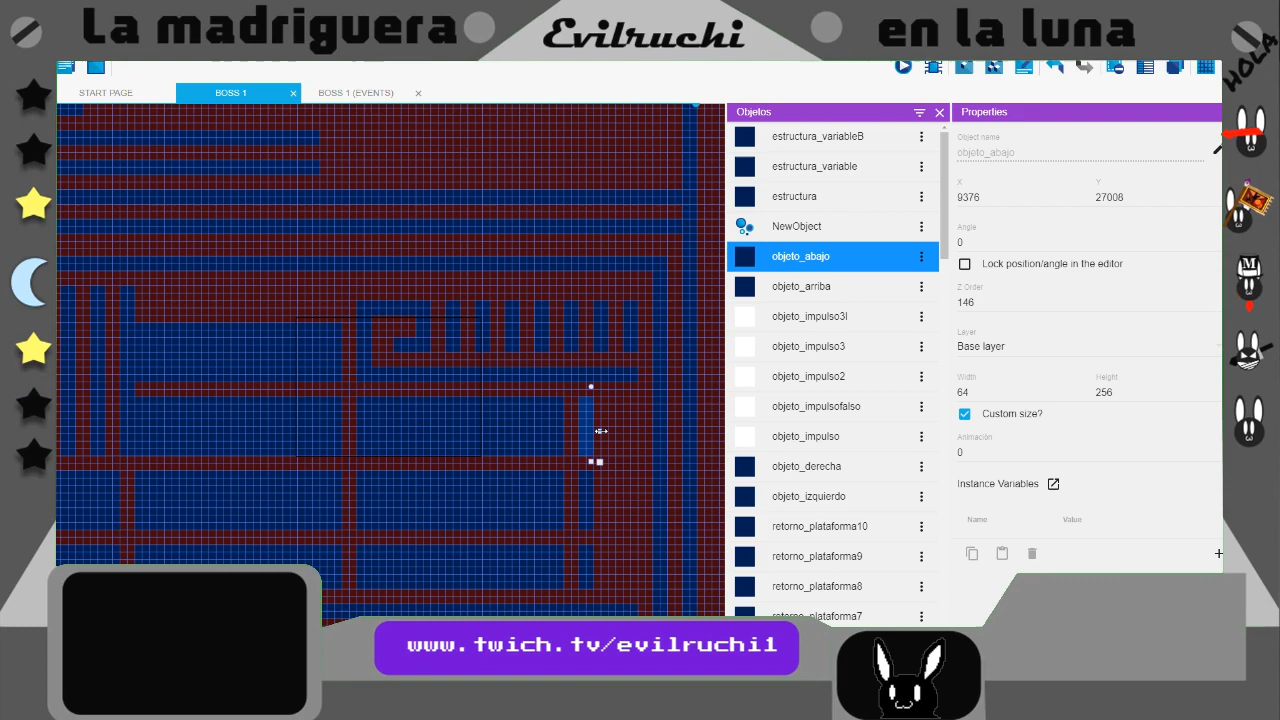 La madriguera
Evilruchi
en la luna
HOLA
START PAGE
BOSS 1
BOSS 1 (EVENTS)
Objetos
Properties
estructura_variableB
estructura_variable
estructura
NewObject
objeto_abajo
objeto_arriba
objeto_impulso3l
objeto_impulso3
objeto_impulso2
objeto_impulsofalso
objeto_impulso
objeto_derecha
objeto_izquierdo
retorno_plataforma10
retorno_plataforma9
retorno_plataforma8
retorno_plataforma7
Object name
objeto_abajo
X
Y
9376
27008
Angle
0
Lock position/angle in the editor
Z Order
146
Layer
Base layer
Width
Height
64
256
Custom size?
Animación
0
Instance Variables
Name
Value
M
www.twich.tv/evilruchi1